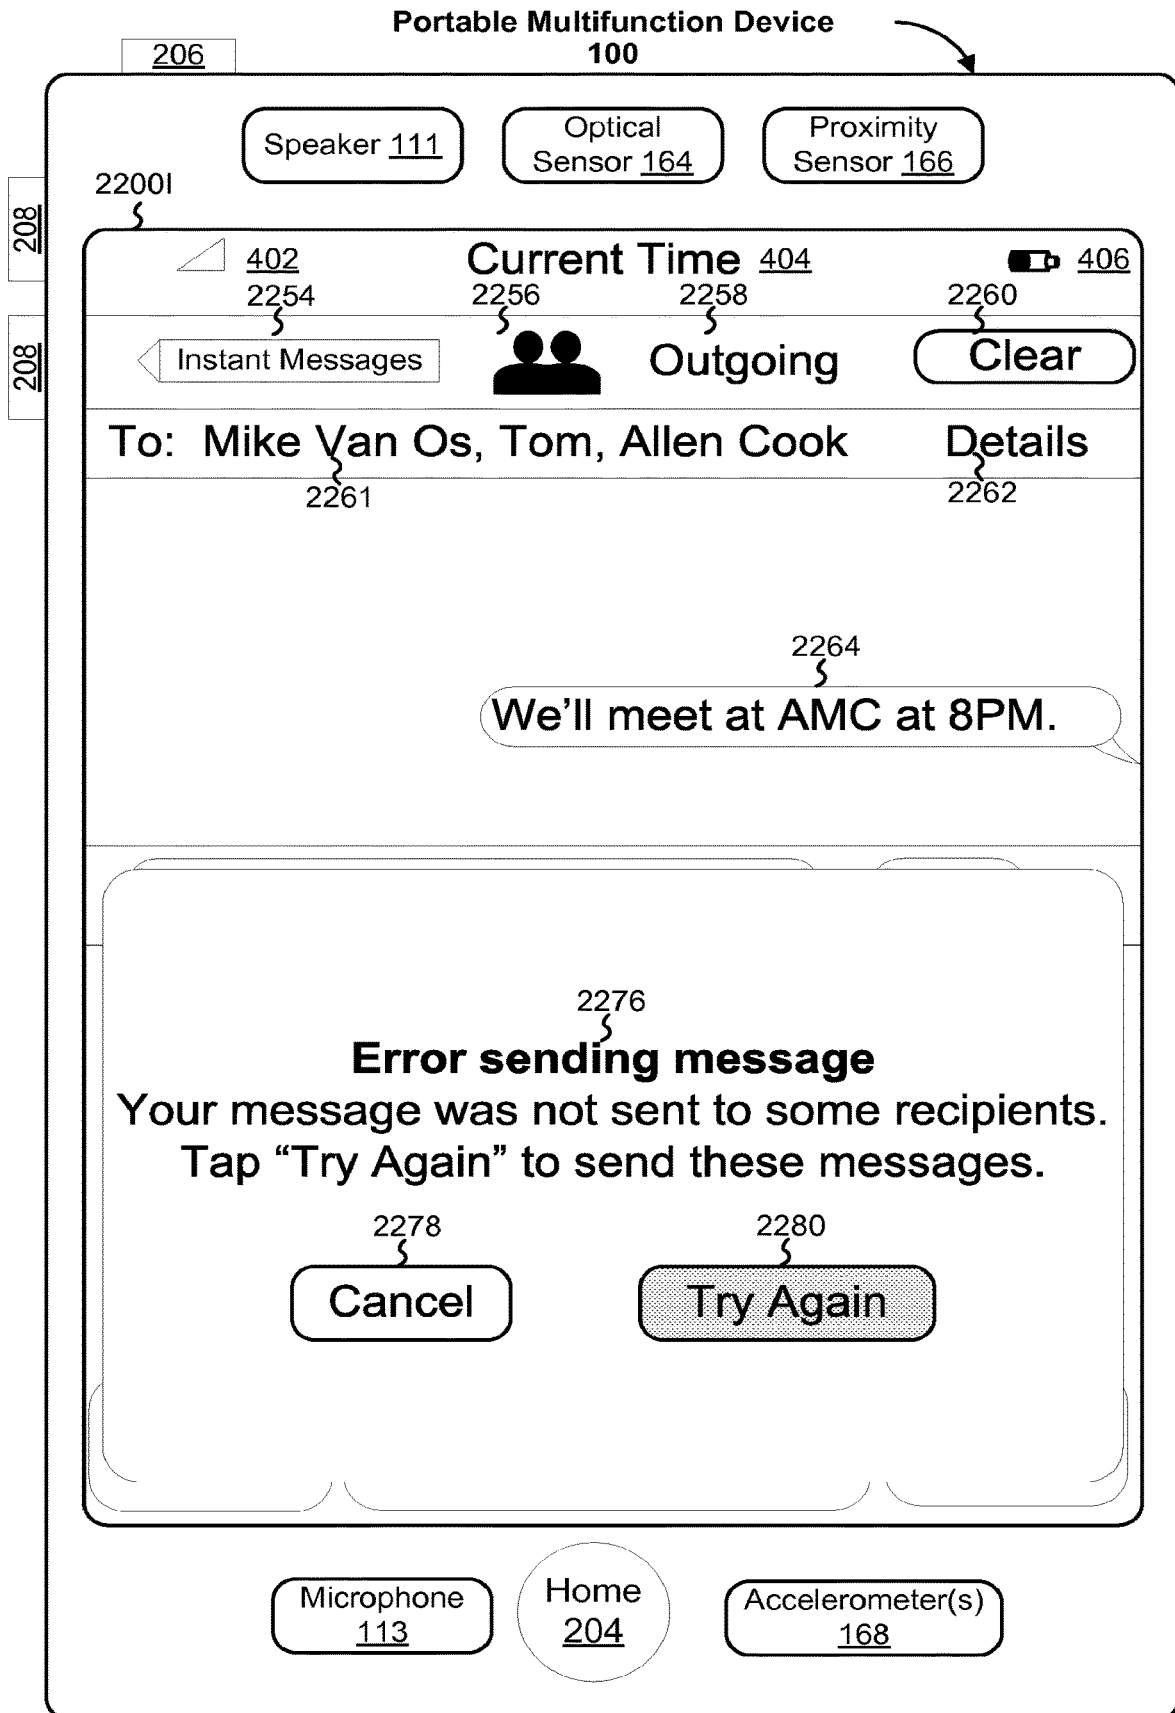 Portable Multifunction Device
100
206
Speaker 111
Optical
Sensor 164
Proximity
Sensor 166
2200I
208
402
Current Time 404
406
2254
2256
2258
2260
208
Instant Messages
Outgoing
Clear
To: Mike Van Os, Tom, Allen Cook
Details
2261
2262
2264
We'll meet at AMC at 8PM.
2276
Error sending message
Your message was not sent to some recipients.
Tap “Try Again” to send these messages.
2278
2280
Cancel
Try Again
Microphone
113
Home
204
Accelerometer(s)
168